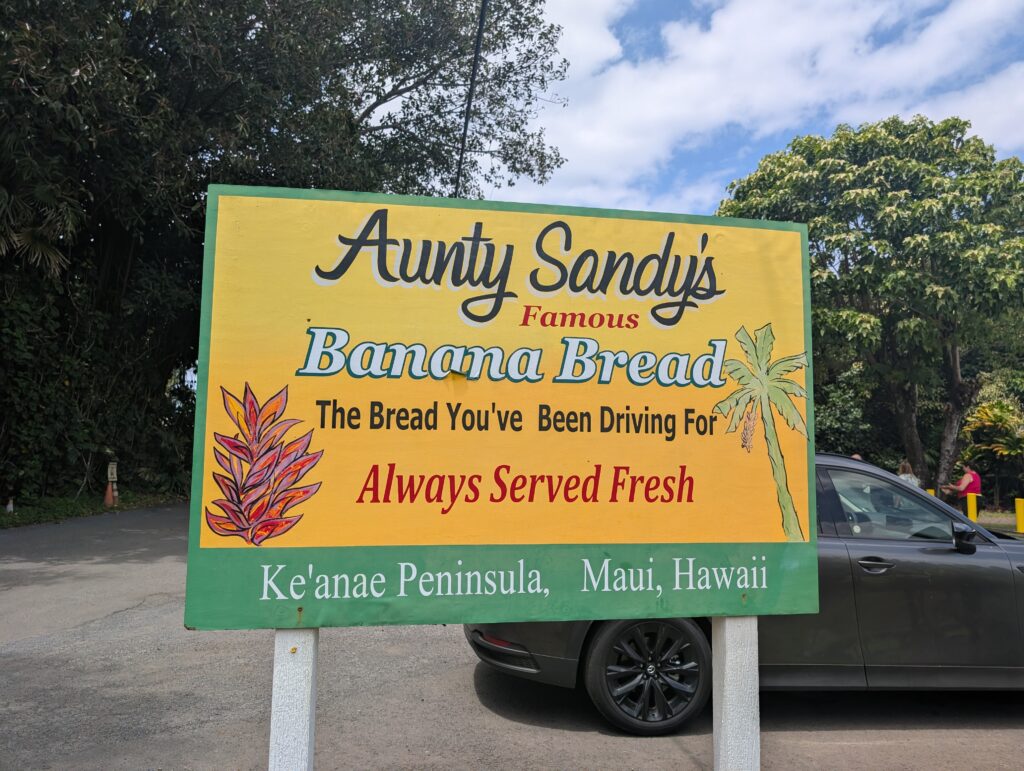 Aunty Sandy's
Famous
Banana Bread
The Bread You've Been Driving For
Always Served Fresh
Ke'anae Peninsula, Maui, Hawaii